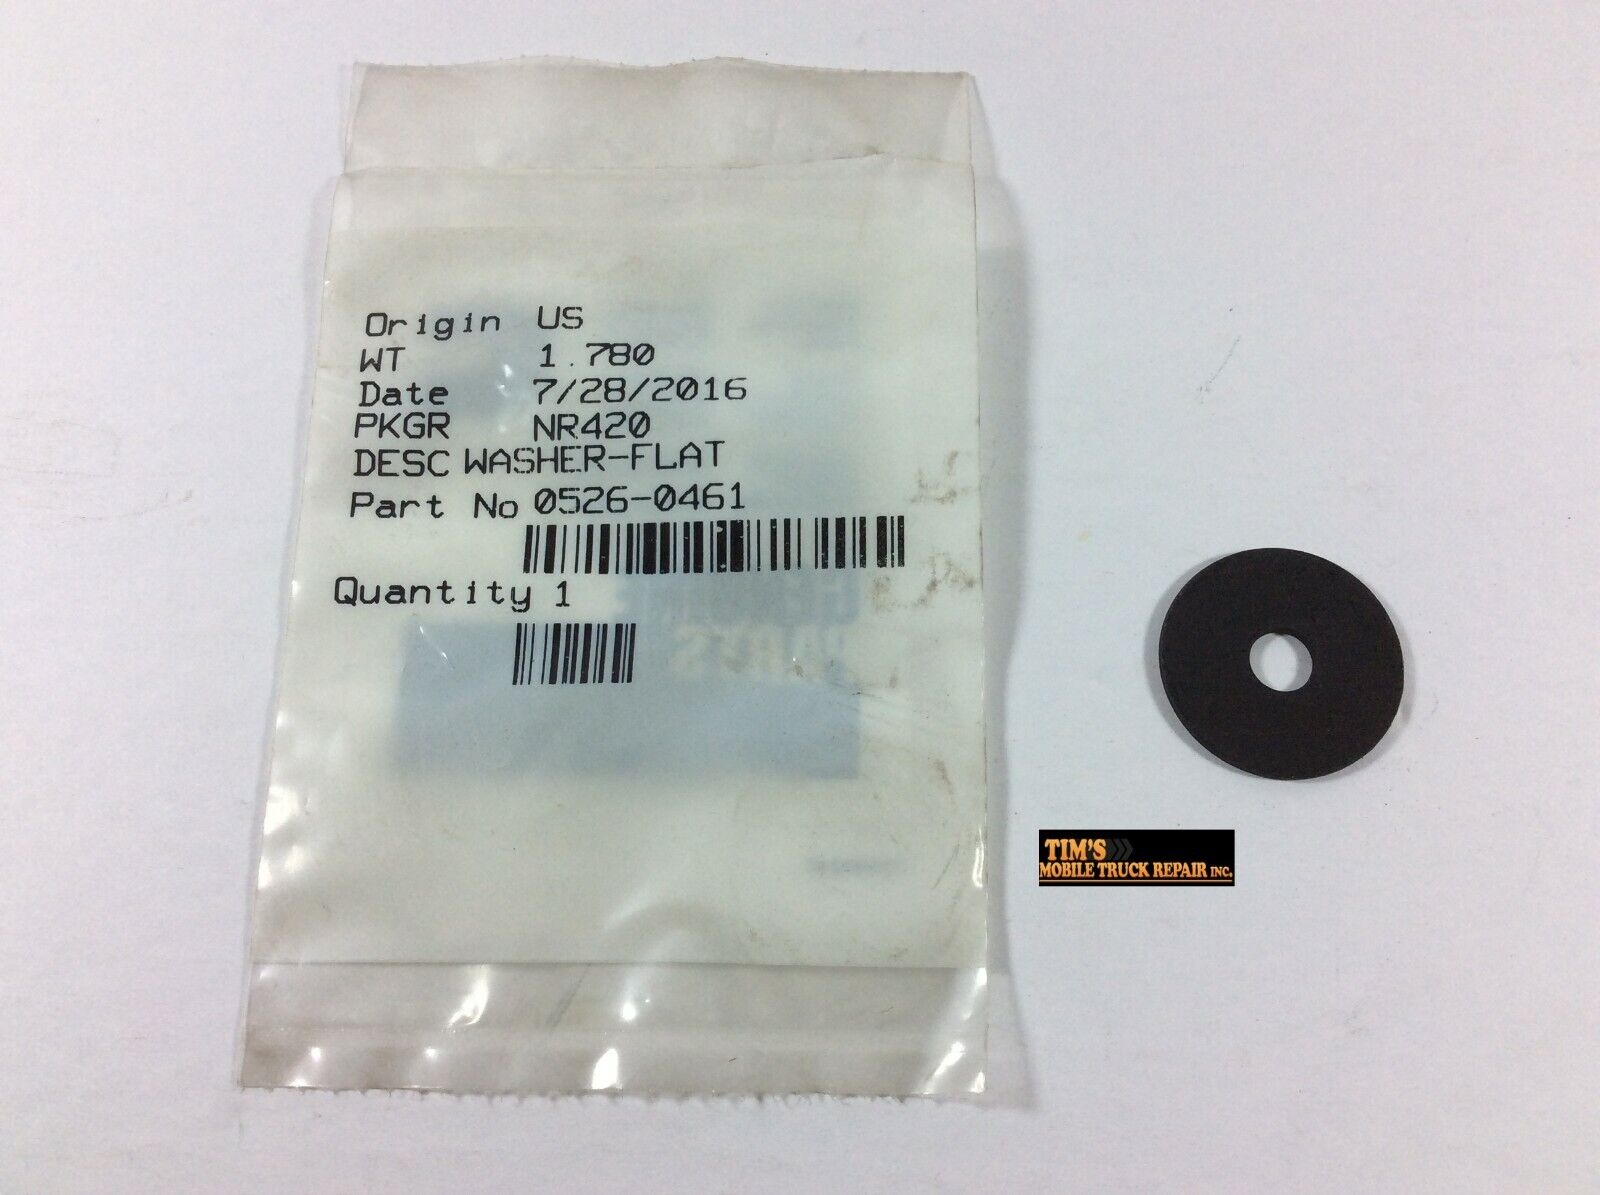 Origin US
WT 1.780
Date 7/28/2016
PKGR NR420
DESC WASHER-FLAT
Part No 0526-0461
Quantity 1
PARTS
TIM'S
MOBILE TRUCK REPAIR INC.